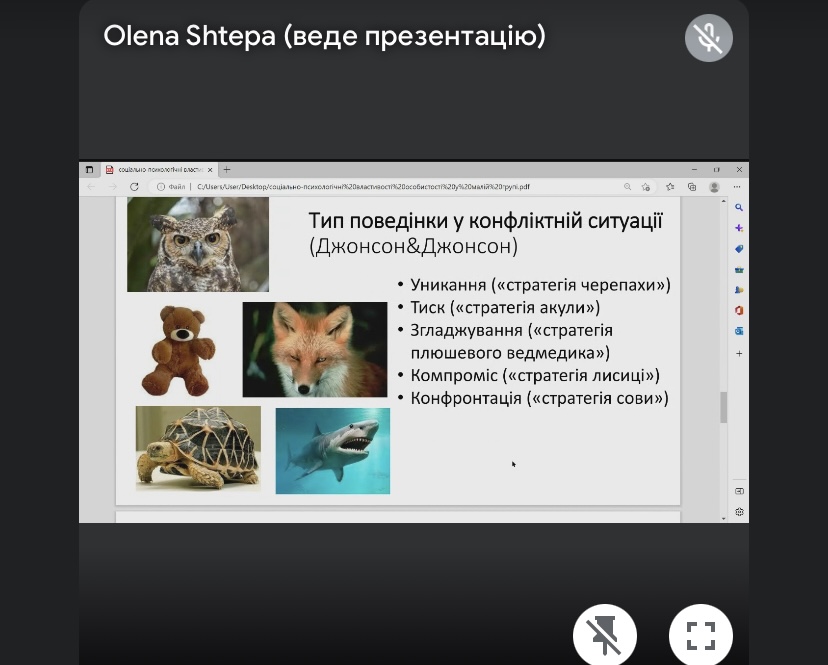 Olena Shtepa (веде презентацію)
соціально-психологічні власти
Файл
C:/Users/User/Desktop/соціально-психологічні%20властивості%20особистості%20у%20малій%20групі.pdf
Тип поведінки у конфліктній ситуації
(Джонсон&Джонсон)
• Уникання («стратегія черепахи»)
• Тиск («стратегія акули»)
• Згладжування («стратегія
плюшевого ведмедика»)
• Компроміс («стратегія лисиці»)
• Конфронтація («стратегія сови»)